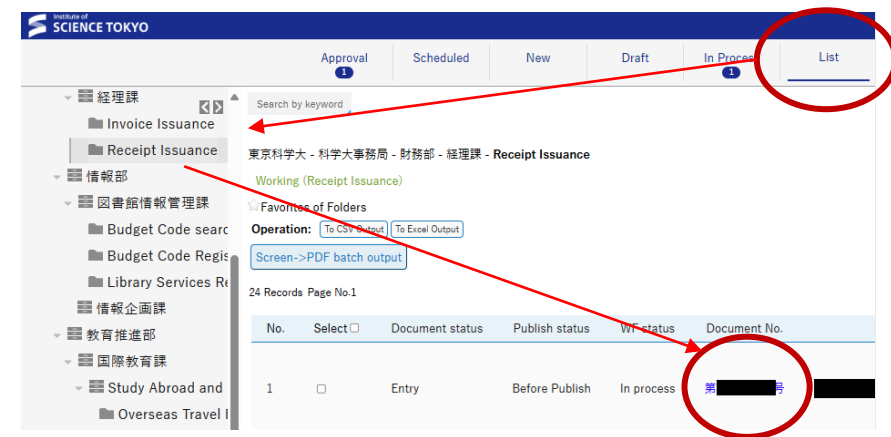 Institute of
SCIENCE TOKYO
Approval
1
Scheduled
New
Draft
In Proces
1
List
経理課
Invoice Issuance
Receipt Issuance
情報部
図書館情報管理課
Budget Code searc
Budget Code Regis
Library Services Re
情報企画課
教育推進部
国際教育課
Study Abroad and
Overseas Travel
Search by keyword
東京科学大 - 科学大事務局 - 財務部 - 経理課 - Receipt Issuance
Working (Receipt Issuance)
Favorites of Folders
Operation: To CSV Output To Excel Output
Screen->PDF batch output
24 Records Page No.1
No. Select Document status Publish status WF status Document No.
1 Entry Before Publish In process 第 号